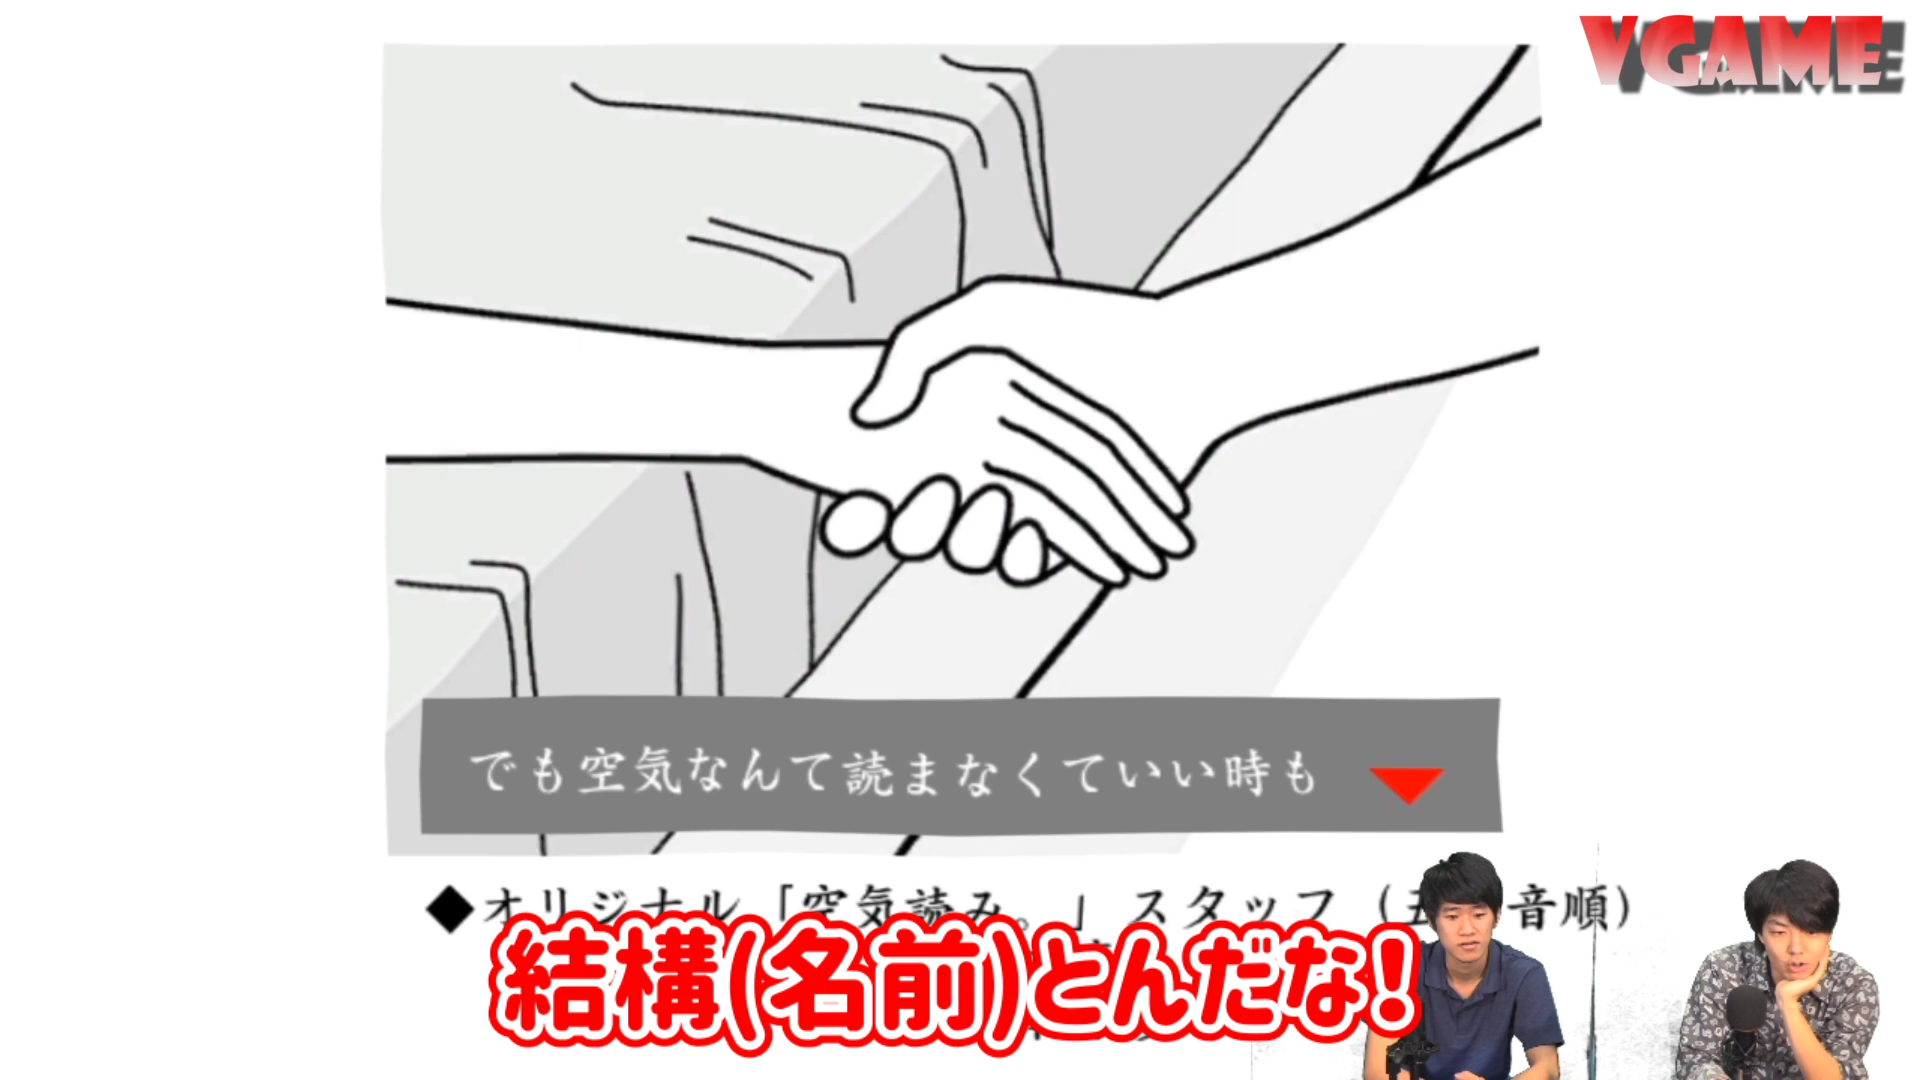 VGAME
でも空気なんて読まなくていい時も
◆オリジナル「空気読み。」スタッフ（五 音順）
結構(名前)とんだな!